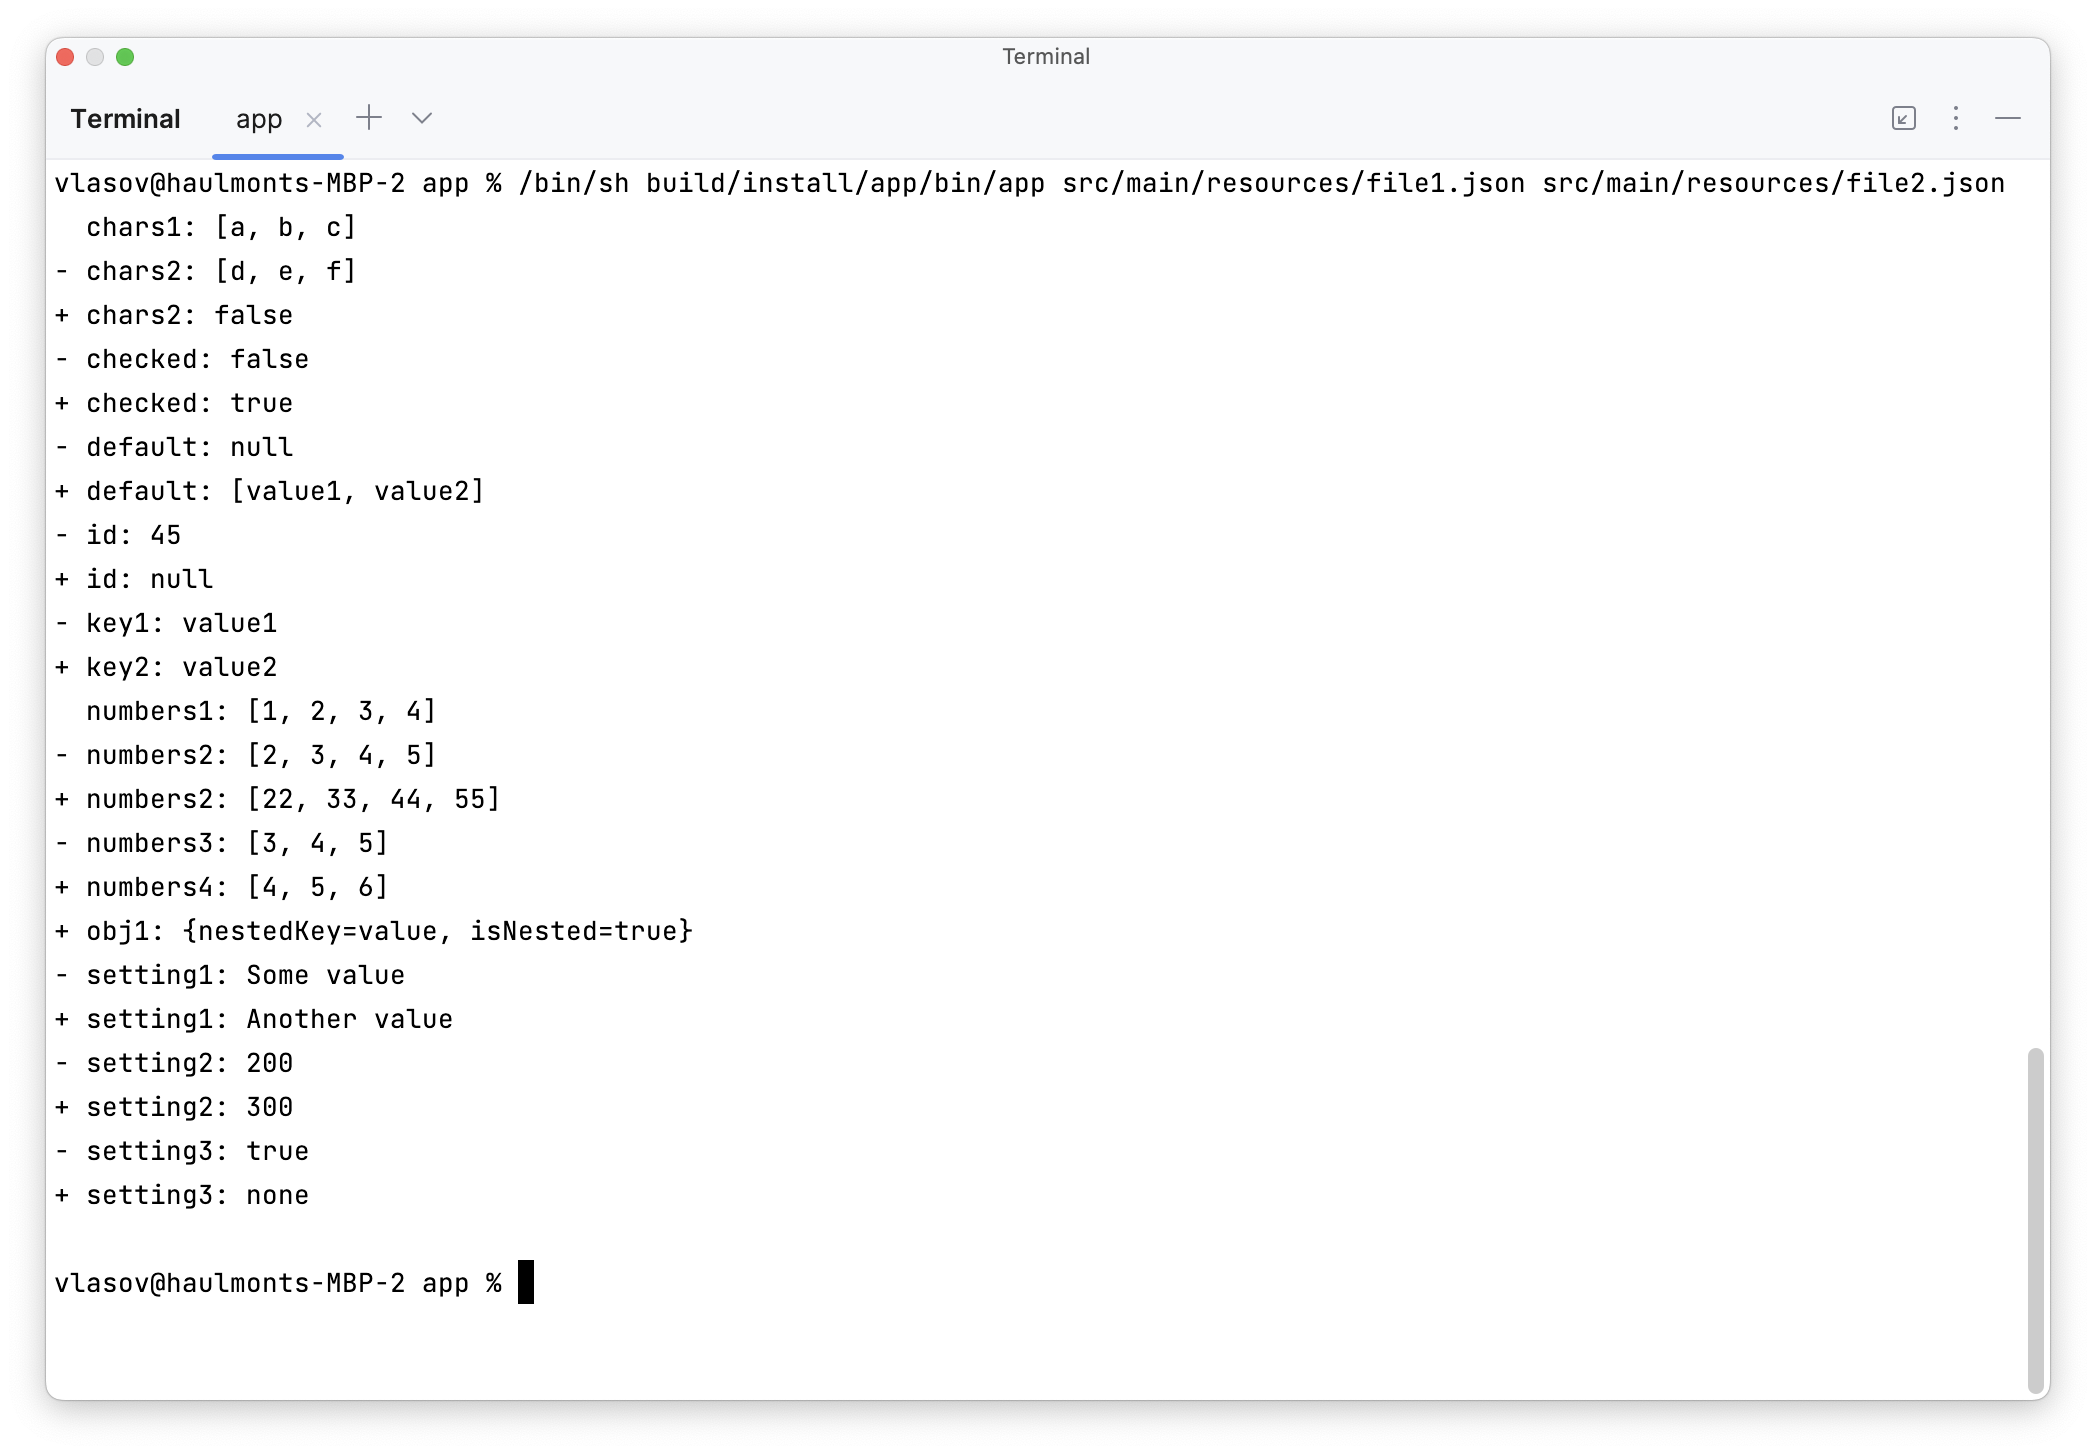 Terminal
Terminal app
vlasov@haulmonts-MBP-2 app % /bin/sh build/install/app/bin/app src/main/resources/file1.json src/main/resources/file2.json
  chars1: [a, b, c]
- chars2: [d, e, f]
+ chars2: false
- checked: false
+ checked: true
- default: null
+ default: [value1, value2]
- id: 45
+ id: null
- key1: value1
+ key2: value2
  numbers1: [1, 2, 3, 4]
- numbers2: [2, 3, 4, 5]
+ numbers2: [22, 33, 44, 55]
- numbers3: [3, 4, 5]
+ numbers4: [4, 5, 6]
+ obj1: {nestedKey=value, isNested=true}
- setting1: Some value
+ setting1: Another value
- setting2: 200
+ setting2: 300
- setting3: true
+ setting3: none
vlasov@haulmonts-MBP-2 app %